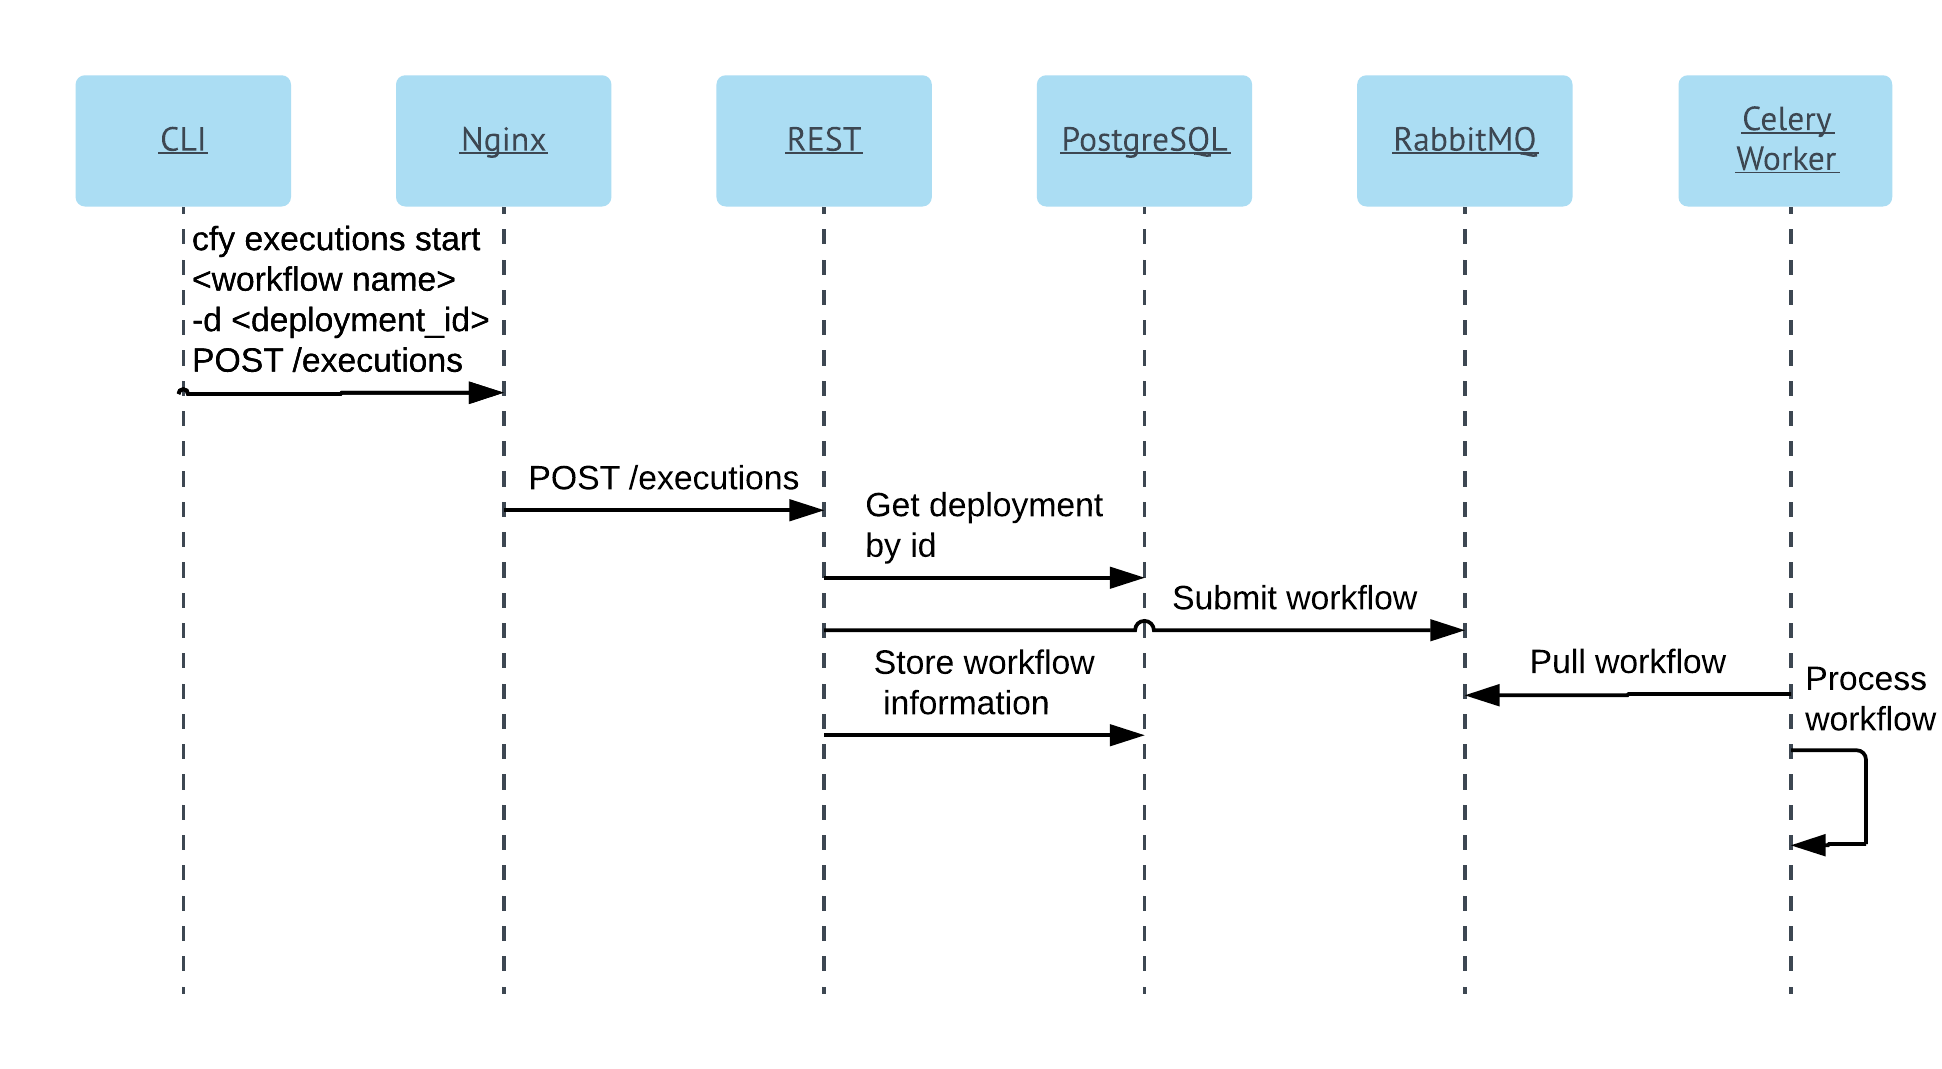 CLI
Nginx
REST
PostgreSQL
RabbitMQ
Celery
Worker
cfy executions start
<workflow name>
-d <deployment_id>
POST /executions
POST /executions
Get deployment
by id
Submit workflow
Store workflow
information
Pull workflow
Process
workflow